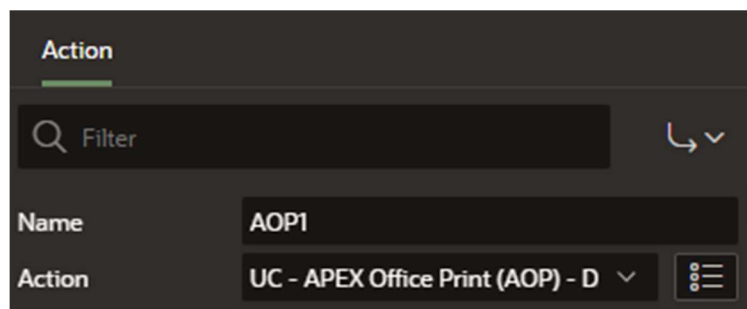 Action
Filter
Name AOP1
Action UC - APEX Office Print (AOP) - D